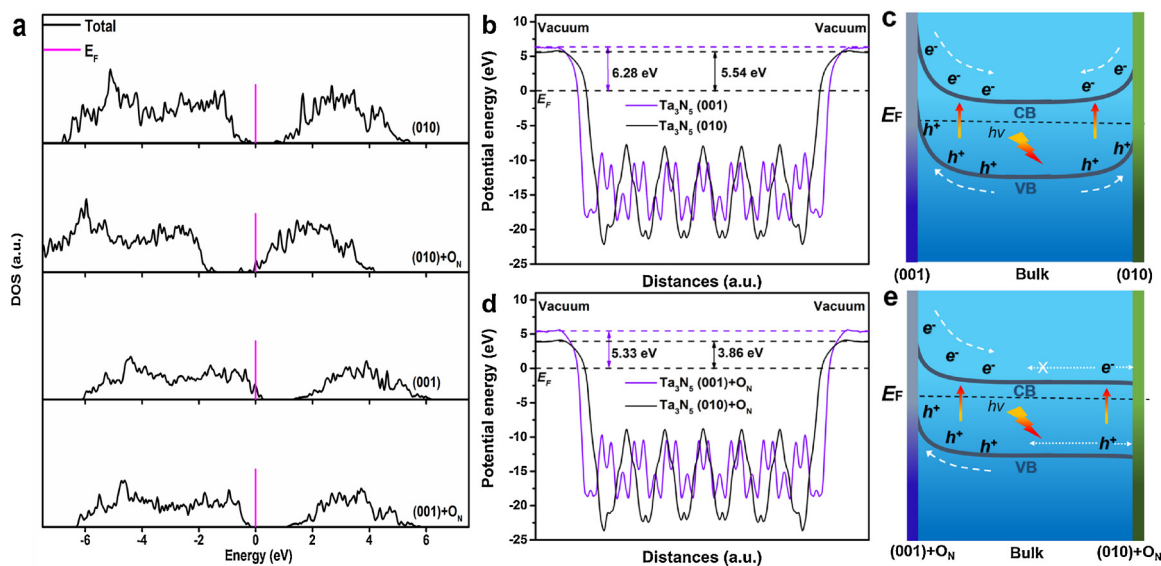 a
Total
E_F
(010)
(010)+O_N
(001)
(001)+O_N
DOS (a.u.)
-6 -4 -2 0 2 4 6
Energy (eV)
b
Vacuum Vacuum
10
5
0
-5
-10
-15
-20
-25
Potential energy (eV)
6.28 eV 5.54 eV
E_F
Ta₃N₅ (001)
Ta₃N₅ (010)
Distances (a.u.)
c
e⁻ e⁻
e⁻ e⁻
e⁻ e⁻
CB
E_F
h⁺ hν h⁺
h⁺ h⁺
h⁺ h⁺
VB
(001) Bulk (010)
d
Vacuum Vacuum
10
5
0
-5
-10
-15
-20
-25
Potential energy (eV)
5.33 eV 3.86 eV
E_F
Ta₃N₅ (001)+O_N
Ta₃N₅ (010)+O_N
Distances (a.u.)
e
e⁻
e⁻
e⁻ e⁻
CB
E_F
h⁺ hν
h⁺
h⁺ h⁺
VB
(001)+O_N Bulk (010)+O_N